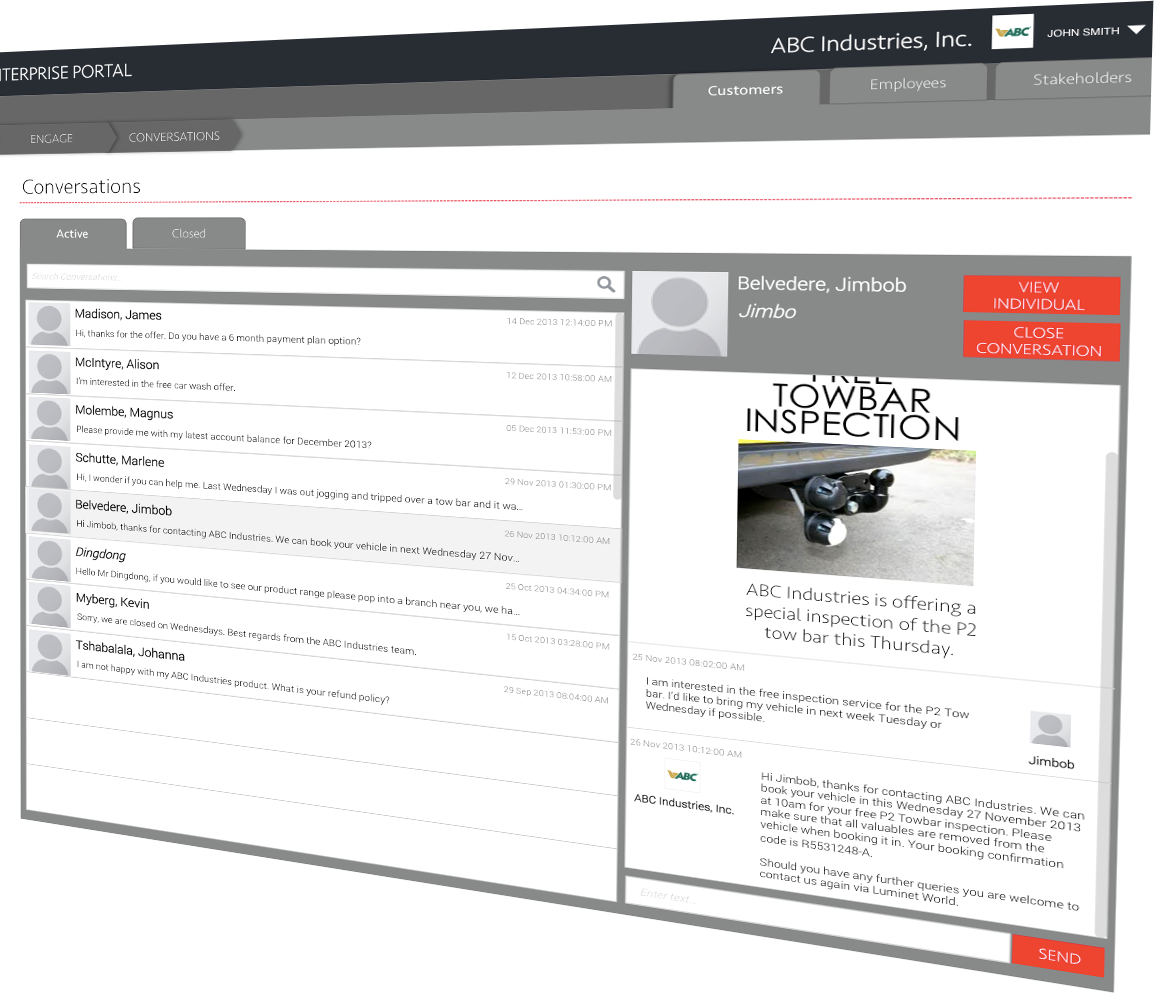 ABC Industries, Inc.
ABC
JOHN SMITH
TERPRISE PORTAL
Customers
Employees
Stakeholders
ENGAGE
CONVERSATIONS
Conversations
Active
Closed
Search Conversations...
Madison, James
14 Dec 2013 12:14:00 PM
Hi, thanks for the offer. Do you have a 6 month payment plan option?
McIntyre, Alison
12 Dec 2013 10:58:00 AM
I'm interested in the free car wash offer.
Molembe, Magnus
05 Dec 2013 11:53:00 PM
Please provide me with my latest account balance for December 2013?
Schutte, Marlene
29 Nov 2013 01:30:00 PM
Hi, I wonder if you can help me. Last Wednesday I was out jogging and tripped over a tow bar and it wa...
Belvedere, Jimbob
26 Nov 2013 10:12:00 AM
Hi Jimbob, thanks for contacting ABC Industries. We can book your vehicle in next Wednesday 27 Nov...
Dingdong
25 Oct 2013 04:34:00 PM
Hello Mr Dingdong, if you would like to see our product range please pop into a branch near you, we ha...
Myberg, Kevin
15 Oct 2013 03:28:00 PM
Sorry, we are closed on Wednesdays. Best regards from the ABC Industries team.
Tshabalala, Johanna
29 Sep 2013 08:04:00 AM
I am not happy with my ABC Industries product. What is your refund policy?
Belvedere, Jimbob
Jimbo
VIEW
INDIVIDUAL
CLOSE
CONVERSATION
FREE
TOWBAR
INSPECTION
ABC Industries is offering a
special inspection of the P2
tow bar this Thursday.
25 Nov 2013 08:02:00 AM
I am interested in the free inspection service for the P2 Tow
bar. I'd like to bring my vehicle in next week Tuesday or
Wednesday if possible.
Jimbob
26 Nov 2013 10:12:00 AM
ABC
ABC Industries, Inc.
Hi Jimbob, thanks for contacting ABC Industries. We can
book your vehicle in this Wednesday 27 November 2013
at 10am for your free P2 Towbar inspection. Please
make sure that all valuables are removed from the
vehicle when booking it in. Your booking confirmation
code is R5531248-A.
Should you have any further queries you are welcome to
contact us again via Luminet World.
Enter text...
SEND